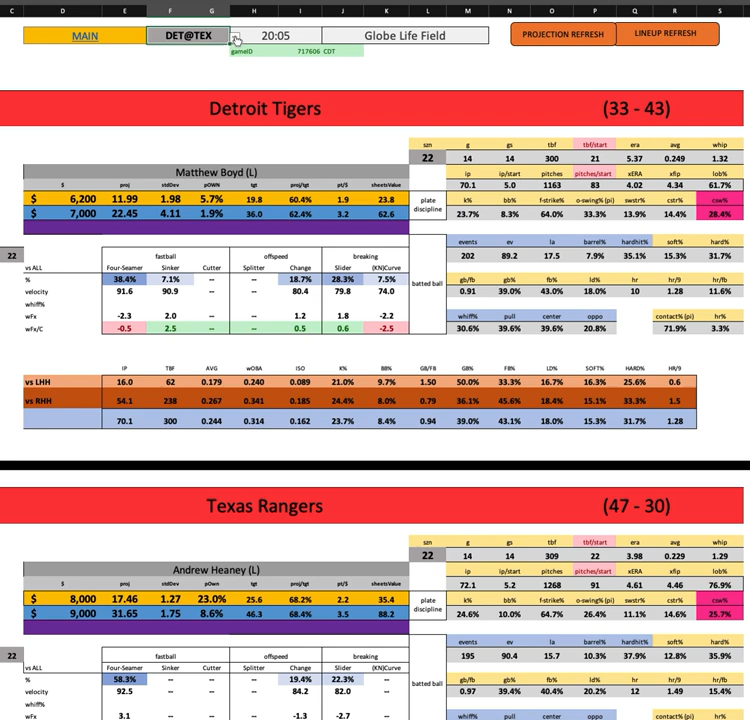 C D E F G H I J K L M N O P Q R S
MAIN DET@TEX 20:05 Globe Life Field PROJECTION REFRESH LINEUP REFRESH
gameID 717606 CDT
Detroit Tigers (33 - 43)
szn g gs tbf tbf/start era avg whip
22 14 14 300 21 5.37 0.249 1.32
Matthew Boyd (L) ip ip/start pitches pitches/start xERA xfip lob%
$ proj stdDev pOWN tgt proj/tgt pt/$ sheetsValue 70.1 5.0 1163 83 4.02 4.34 61.7%
$ 6,200 11.99 1.98 5.7% 19.8 60.4% 1.9 23.8 plate discipline k% bb% f-strike% o-swing% (pi) swstr% cstr% csw%
$ 7,000 22.45 4.11 1.9% 36.0 62.4% 3.2 62.6 23.7% 8.3% 64.0% 33.3% 13.9% 14.4% 28.4%
events ev la barrel% hardhit% soft% hard%
22 fastball offspeed breaking 202 89.2 17.5 7.9% 35.1% 15.3% 31.7%
vs ALL Four-Seamer Sinker Cutter Splitter Change Slider (KN)Curve
% 38.4% 7.1% -- -- 18.7% 28.3% 7.5% batted ball gb/fb gb% fb% ld% hr hr/9 hr/fb
velocity 91.6 90.9 -- -- 80.4 79.8 74.0 0.91 39.0% 43.0% 18.0% 10 1.28 11.6%
whiff%
wFx -2.3 2.0 -- -- 1.2 1.8 -2.2 whiff% pull center oppo contact% (pi) hr%
wFx/C -0.5 2.5 -- -- 0.5 0.6 -2.5 30.6% 39.6% 39.6% 20.8% 71.9% 3.3%
IP TBF AVG wOBA ISO K% BB% GB/FB GB% FB% LD% SOFT% HARD% HR/9
vs LHH 16.0 62 0.179 0.240 0.089 21.0% 9.7% 1.50 50.0% 33.3% 16.7% 16.3% 25.6% 0.6
vs RHH 54.1 238 0.267 0.341 0.185 24.4% 8.0% 0.79 36.1% 45.6% 18.4% 15.1% 33.3% 1.5
70.1 300 0.244 0.314 0.162 23.7% 8.4% 0.94 39.0% 43.1% 18.0% 15.3% 31.7% 1.28
Texas Rangers (47 - 30)
szn g gs tbf tbf/start era avg whip
22 14 14 309 22 3.98 0.229 1.29
Andrew Heaney (L) ip ip/start pitches pitches/start xERA xfip lob%
$ proj stdDev pOwn tgt proj/tgt pt/$ sheetsValue 72.1 5.2 1268 91 4.61 4.46 76.9%
$ 8,000 17.46 1.27 23.0% 25.6 68.2% 2.2 35.4 plate discipline k% bb% f-strike% o-swing% (pi) swstr% cstr% csw%
$ 9,000 31.65 1.75 8.6% 46.3 68.4% 3.5 88.2 24.6% 10.0% 64.7% 26.4% 11.1% 14.6% 25.7%
events ev la barrel% hardhit% soft% hard%
22 fastball offspeed breaking 195 90.4 15.7 10.3% 37.9% 12.8% 35.9%
vs ALL Four-Seamer Sinker Cutter Splitter Change Slider (KN)Curve
% 58.3% -- -- -- 19.4% 22.3% -- batted ball gb/fb gb% fb% ld% hr hr/9 hr/fb
velocity 92.5 -- -- -- 84.2 82.0 -- 0.97 39.4% 40.4% 20.2% 12 1.49 15.4%
whiff%
wFx 3.1 -- -- -- -1.3 -2.7 -- whiff% pull center oppo contact% (pi) hr%